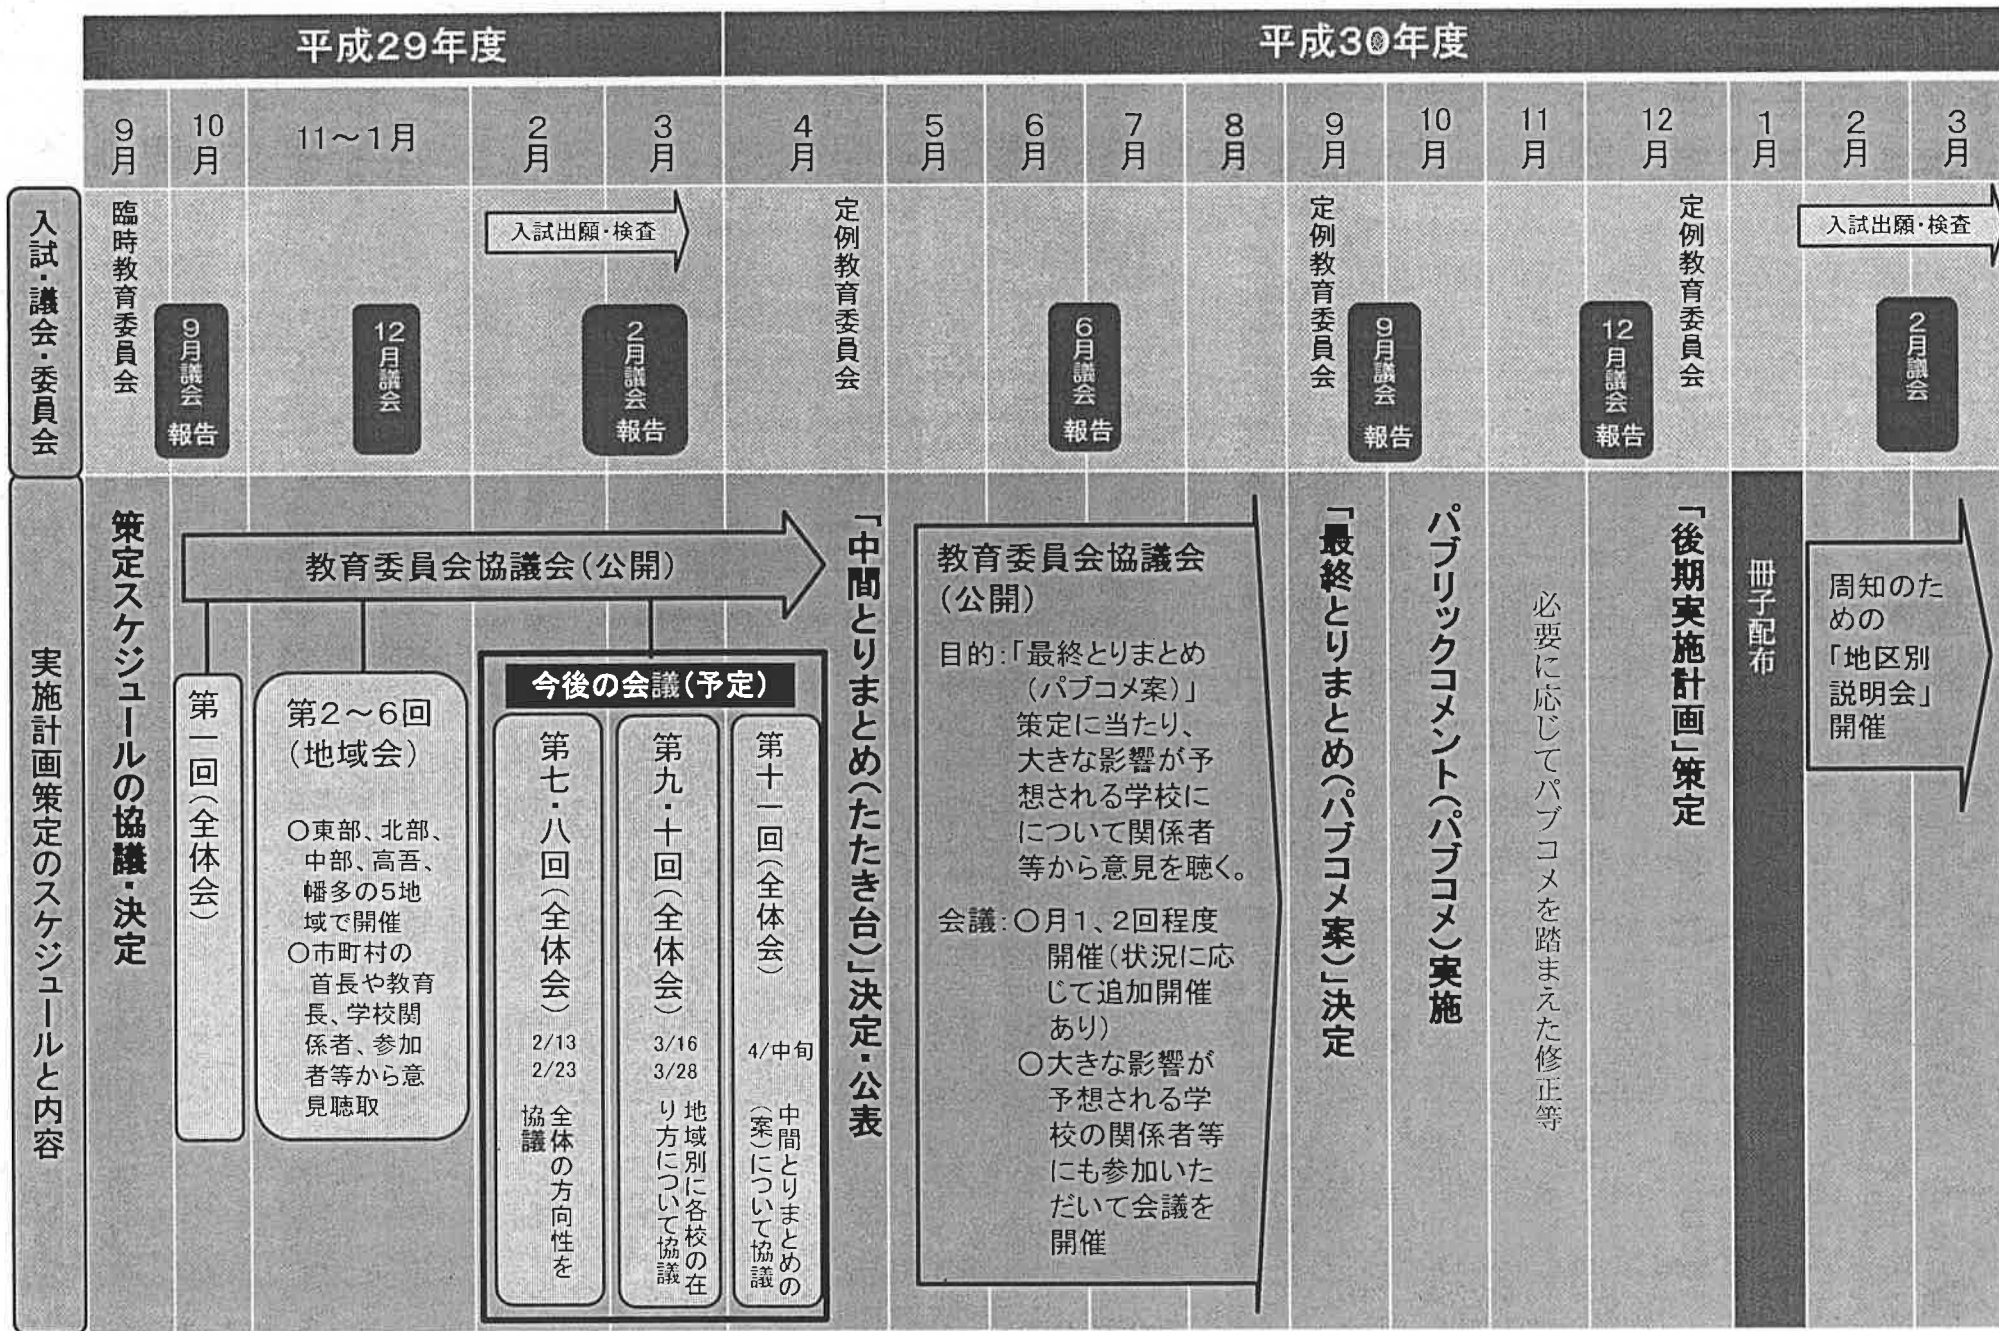 平成29年度
平成30年度
9月
10月
11～1月
2月
3月
4月
5月
6月
7月
8月
9月
10月
11月
12月
1月
2月
3月
入試・議会・委員会
臨時教育委員会
9月議会
報告
12月議会
入試出願・検査
2月議会
報告
定例教育委員会
6月議会
報告
定例教育委員会
9月議会
報告
12月議会
報告
定例教育委員会
入試出願・検査
2月議会
実施計画策定のスケジュールと内容
策定スケジュールの協議・決定
教育委員会協議会(公開)
第一回(全体会)
第2～6回
(地域会)
○東部、北部、
中部、高吾、
幡多の5地
域で開催
○市町村の
首長や教育
長、学校関
係者、参加
者等から意
見聴取
今後の会議(予定)
第七・八回(全体会)
2/13
2/23
全体の方向性を
協議
第九・十回(全体会)
3/16
3/28
地域別に各校の在
り方について協議
第十一回(全体会)
4/中旬
中間とりまとめの
(案)について協議
「中間とりまとめ(たたき台)」決定・公表
教育委員会協議会
(公開)
目的:「最終とりまとめ
(パブコメ案)」
策定に当たり、
大きな影響が予
想される学校に
について関係者
等から意見を聴く。
会議:○月1、2回程度
開催(状況に応
じて追加開催
あり)
○大きな影響が
予想される学
校の関係者等
にも参加いた
だいて会議を
開催
「最終とりまとめ(パブコメ案)」決定
パブリックコメント(パブコメ)実施
必要に応じてパブコメを踏まえた修正等
「後期実施計画」策定
冊子配布
周知のた
めの
「地区別
説明会」
開催